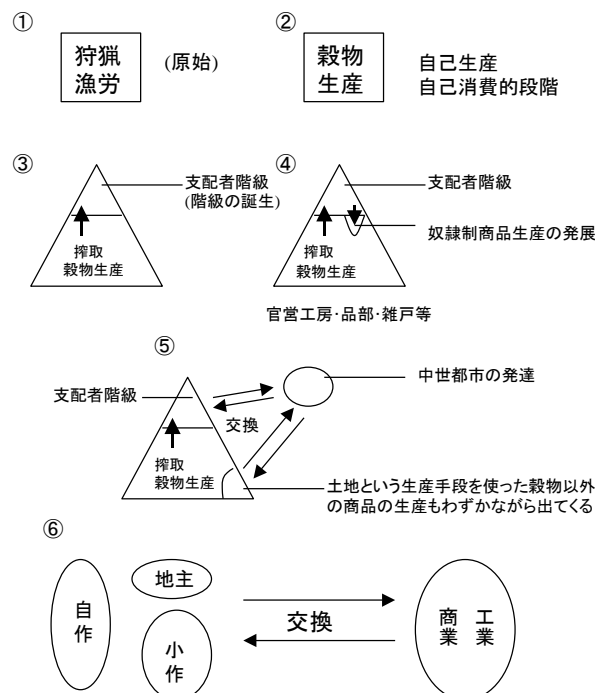 ①
狩猟
漁労
(原始)
②
穀物
生産
自己生産
自己消費的段階
③
支配者階級
(階級の誕生)
搾取
穀物生産
④
支配者階級
奴隷制商品生産の発展
搾取
穀物生産
官営工房・品部・雑戸等
⑤
支配者階級
中世都市の発達
交換
搾取
穀物生産
土地という生産手段を使った穀物以外
の商品の生産もわずかながら出てくる
⑥
自作
地主
小作
交換
商業
工業